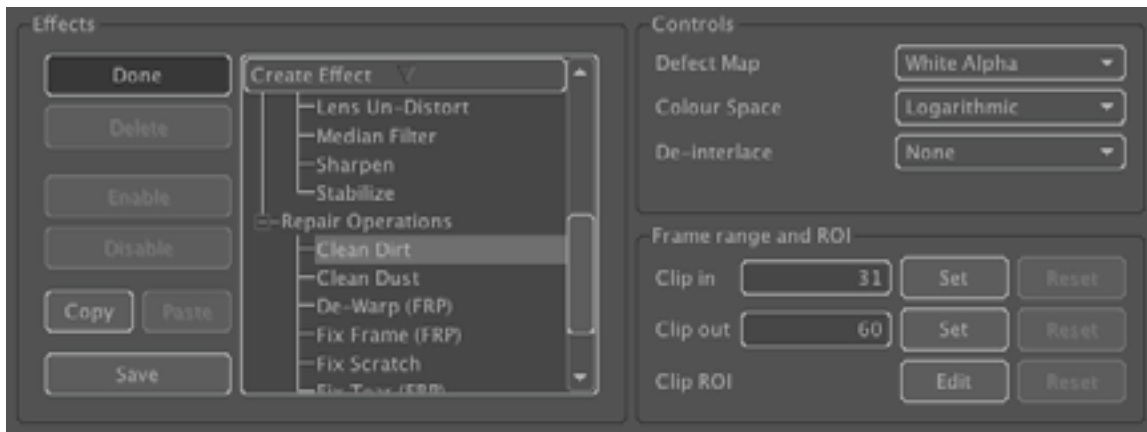 Effects
Done
Delete
Enable
Disable
Copy Paste
Save
Create Effect
Lens Un-Distort
Median Filter
Sharpen
Stabilize
Repair Operations
Clean Dirt
Clean Dust
De-Warp (FRP)
Fix Frame (FRP)
Fix Scratch
Fix Tear (FRP)
Controls
Defect Map White Alpha
Colour Space Logarithmic
De-interlace None
Frame range and ROI
Clip in 31 Set Reset
Clip out 60 Set Reset
Clip ROI Edit Reset